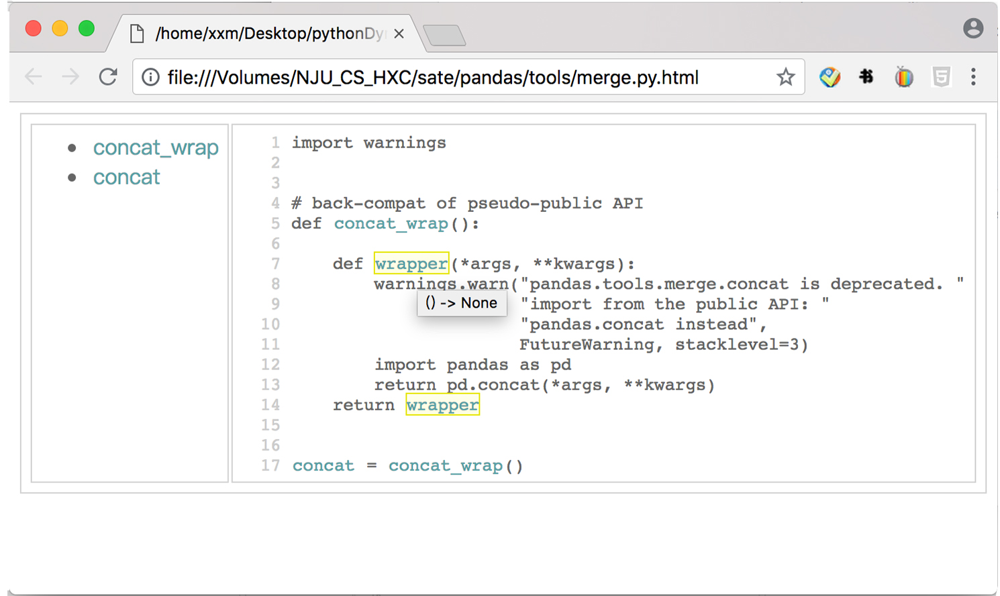 /home/xxm/Desktop/pythonDy
file:///Volumes/NJU_CS_HXC/sate/pandas/tools/merge.py.html
concat_wrap
concat
1 import warnings
2
3
4 # back-compat of pseudo-public API
5 def concat_wrap():
6
7 def wrapper(*args, **kwargs):
8 warnings.warn("pandas.tools.merge.concat is deprecated. "
() -> None
9 "import from the public API: "
10 "pandas.concat instead",
11 FutureWarning, stacklevel=3)
12 import pandas as pd
13 return pd.concat(*args, **kwargs)
14 return wrapper
15
16
17 concat = concat_wrap()